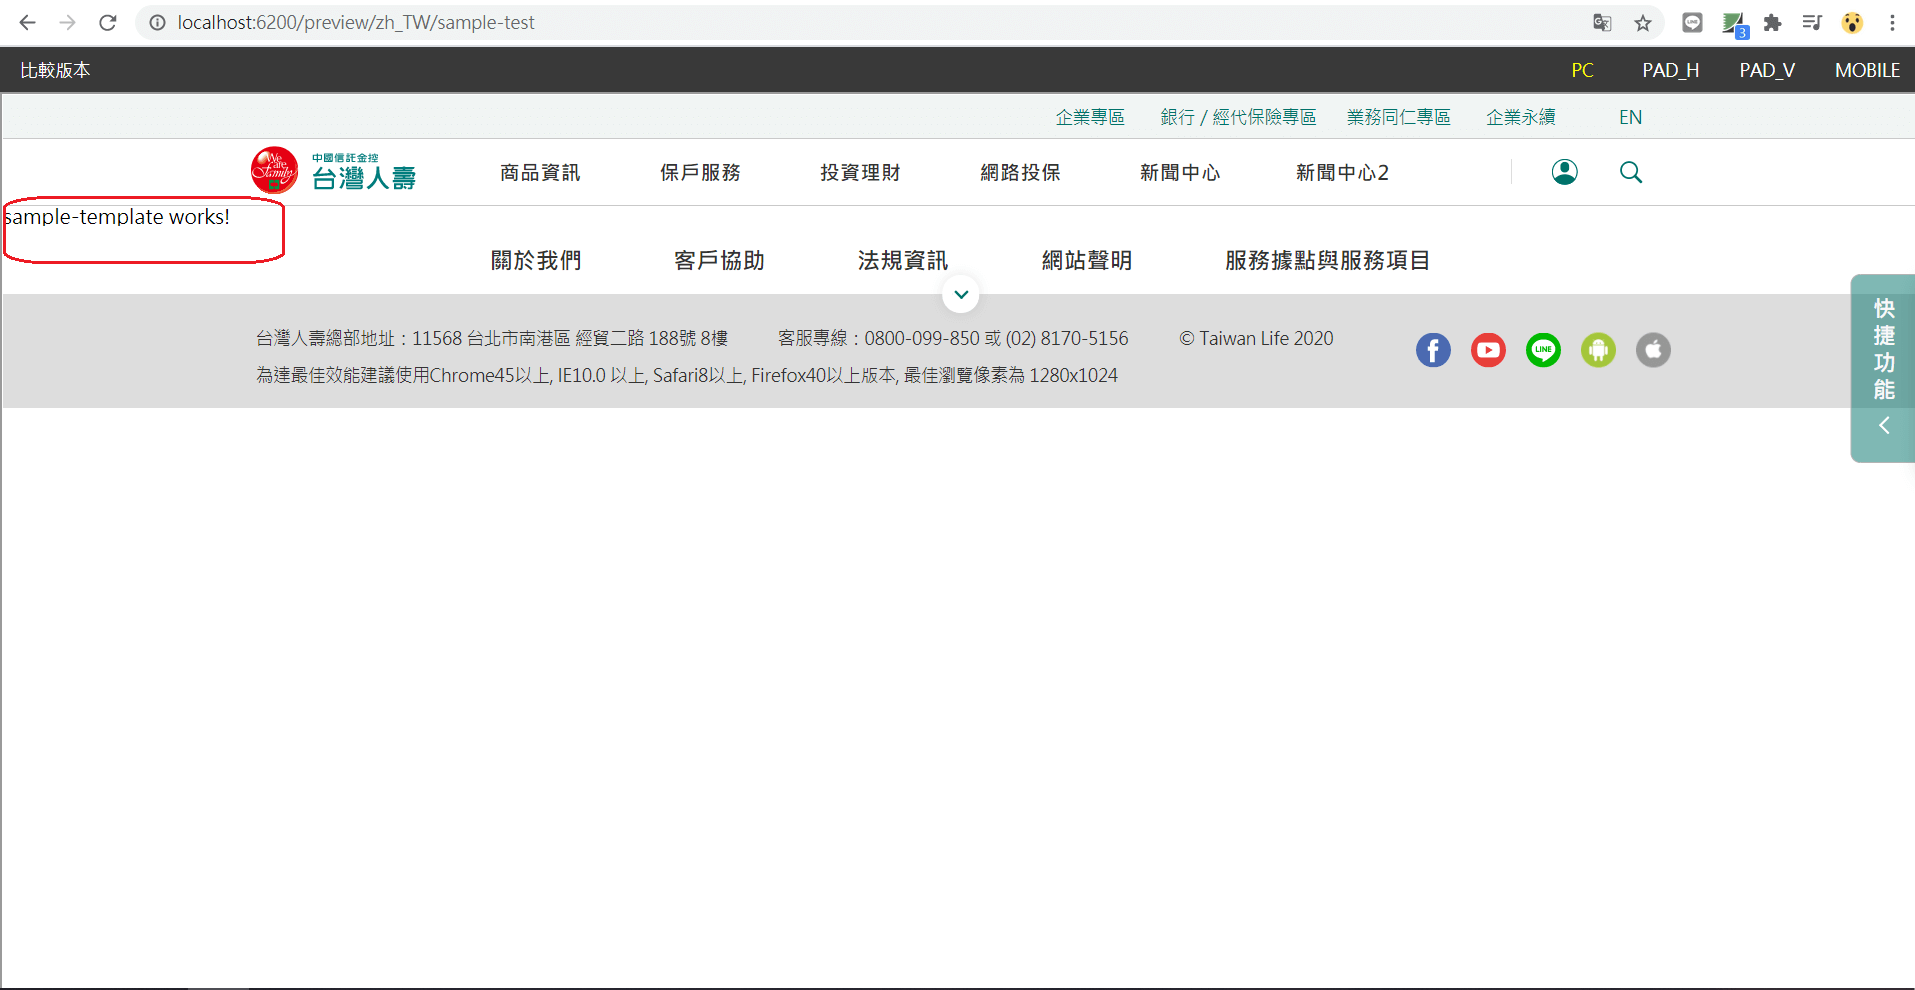 localhost:6200/preview/zh_TW/sample-test
3
比較版本 PC PAD_H PAD_V MOBILE
企業專區 銀行 / 經代保險專區 業務同仁專區 企業永續 EN
We are Family
中國信託金控
台灣人壽
商品資訊 保戶服務 投資理財 網路投保 新聞中心 新聞中心2
sample-template works!
關於我們 客戶協助 法規資訊 網站聲明 服務據點與服務項目
台灣人壽總部地址：11568 台北市南港區 經貿二路 188號 8樓 客服專線：0800-099-850 或 (02) 8170-5156 © Taiwan Life 2020
為達最佳效能建議使用Chrome45以上, IE10.0 以上, Safari8以上, Firefox40以上版本, 最佳瀏覽像素為 1280x1024
LINE
快捷功能